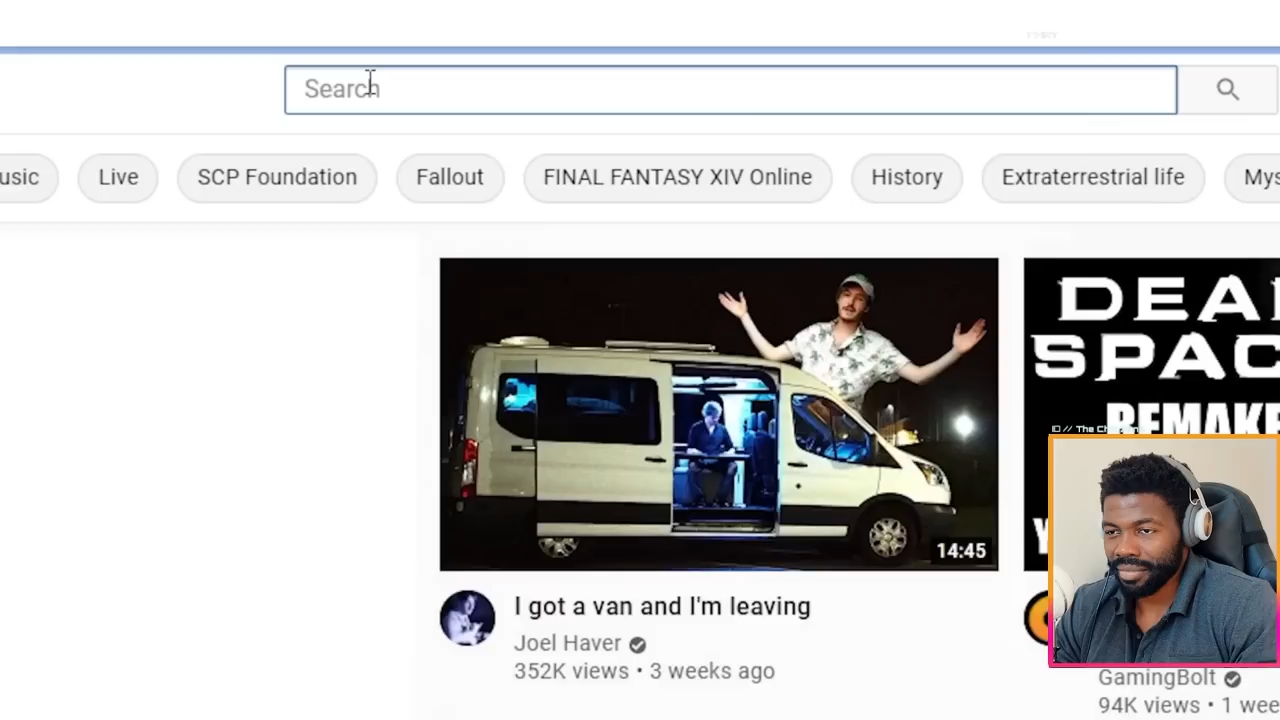 Search
usic
Live
SCP Foundation
Fallout
FINAL FANTASY XIV Online
History
Extraterrestrial life
Mys
DEA
SPAC
REMAKE
Y
14:45
I got a van and I'm leaving
Joel Haver
352K views • 3 weeks ago
GamingBolt
94K views • 1 wee